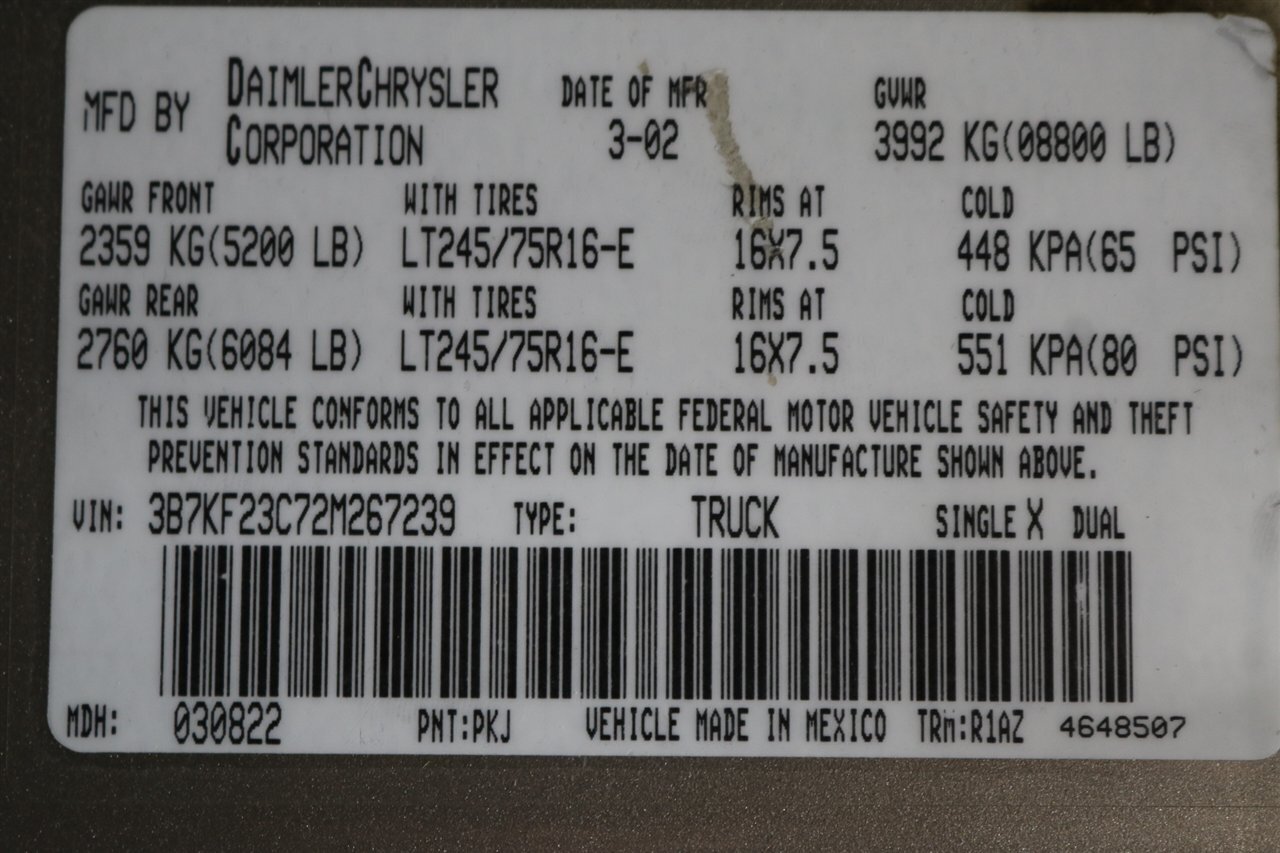 MFD BY DAIMLERCHRYSLER CORPORATION DATE OF MFR 3-02 GVWR 3992 KG(08800 LB)
GAWR FRONT WITH TIRES RIMS AT COLD
2359 KG(5200 LB) LT245/75R16-E 16X7.5 448 KPA(65 PSI)
GAWR REAR WITH TIRES RIMS AT COLD
2760 KG(6084 LB) LT245/75R16-E 16X7.5 551 KPA(80 PSI)
THIS VEHICLE CONFORMS TO ALL APPLICABLE FEDERAL MOTOR VEHICLE SAFETY AND THEFT
PREVENTION STANDARDS IN EFFECT ON THE DATE OF MANUFACTURE SHOWN ABOVE.
VIN: 3B7KF23C72M267239 TYPE: TRUCK SINGLE X DUAL
MDH: 030822 PNT:PKJ VEHICLE MADE IN MEXICO TRM:R1AZ 4648507